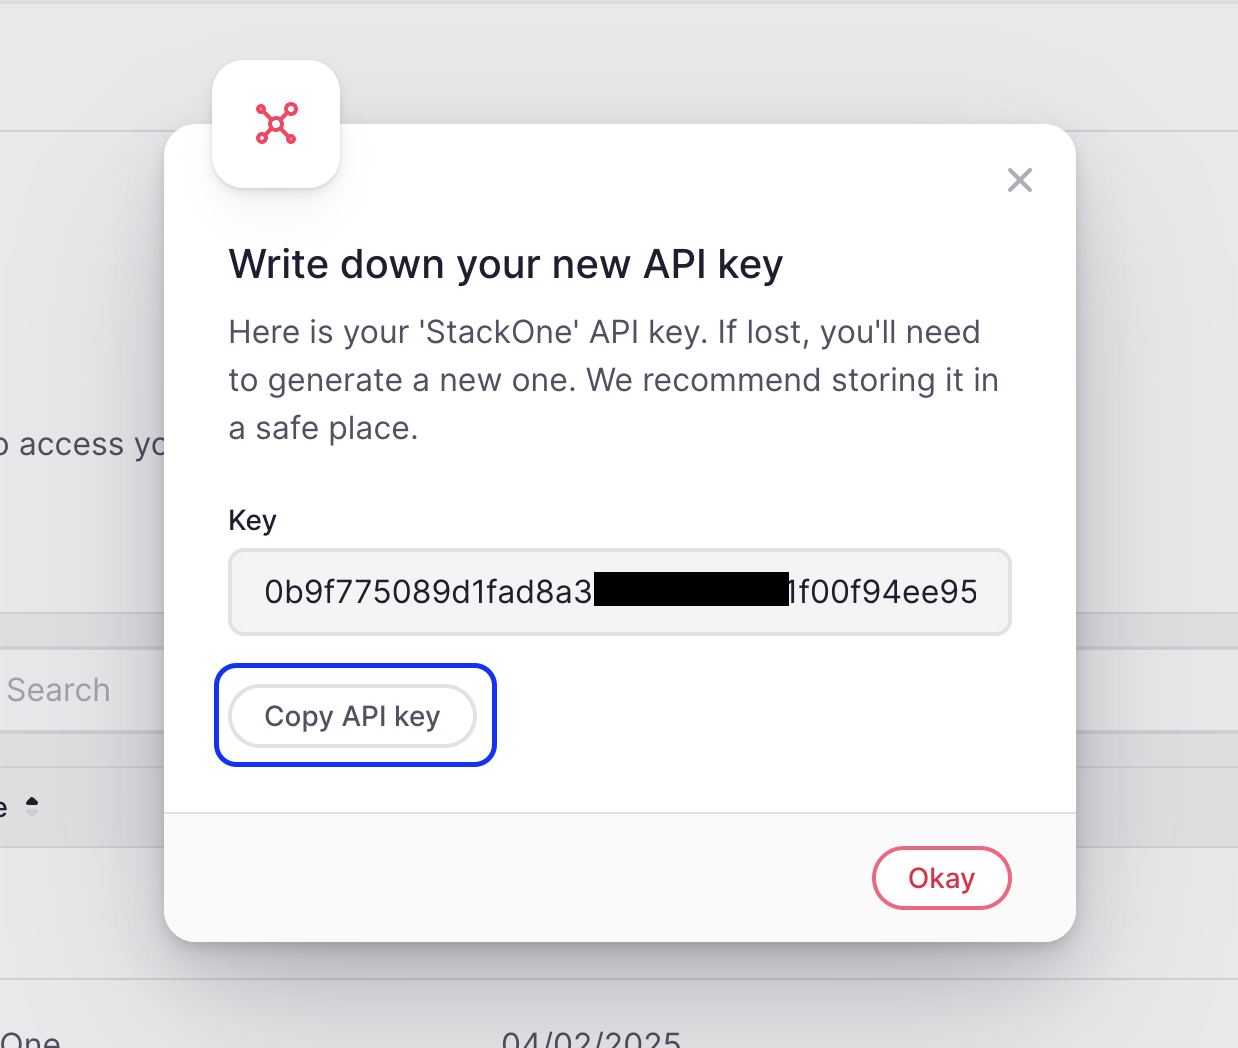 Write down your new API key
Here is your 'StackOne' API key. If lost, you'll need
to generate a new one. We recommend storing it in
a safe place.
access
Key
0b9f775089d1fad8a3 1f00f94ee95
Search
Copy API key
Okay
One
04/02/2025